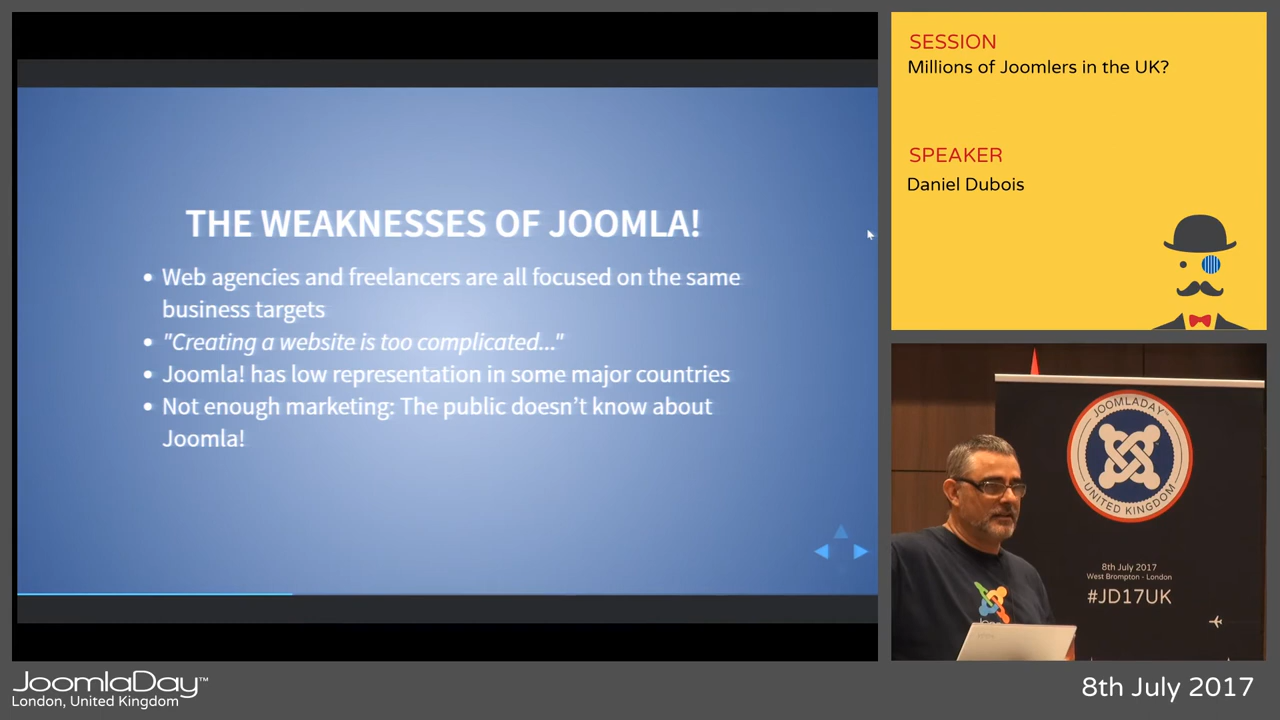 THE WEAKNESSES OF JOOMLA!
• Web agencies and freelancers are all focused on the same
business targets
• "Creating a website is too complicated..."
• Joomla! has low representation in some major countries
• Not enough marketing: The public doesn’t know about
Joomla!
SESSION
Millions of Joomlers in the UK?
SPEAKER
Daniel Dubois
JOOMLADAY™
UNITED KINGDOM
8th July 2017
West Brompton - London
#JD17UK
JoomlaDay™
London, United Kingdom
8th July 2017